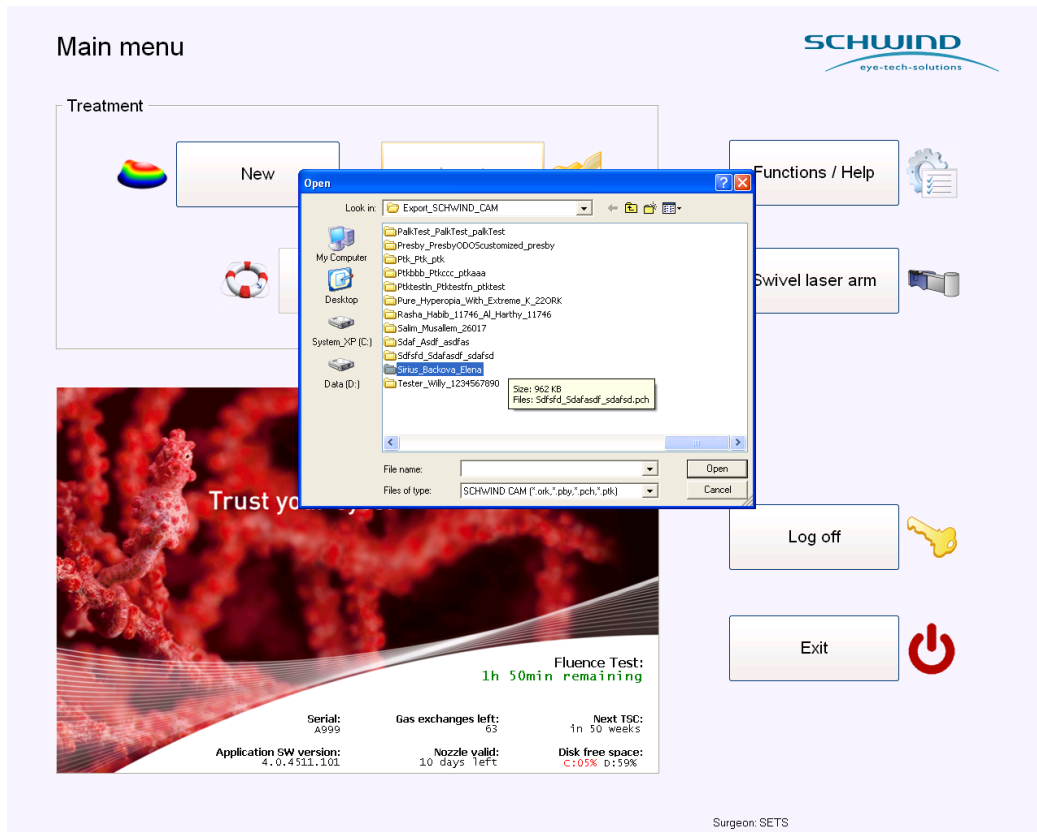 Main menu
SCHWIND
eye-tech-solutions
Treatment
New
Functions / Help
Open
Look in:
Export_SCHWIND_CAM
My Computer
Desktop
System_XP (C:)
Data (D:)
PalkTest_PalkTest_palkTest
Presby_PresbyODOScustomized_presby
Ptk_Ptk_ptk
Ptkbbb_Ptkccc_ptkaaa
Ptktestln_Ptktestfn_ptktest
Pure_Hyperopia_With_Extreme_K_22ORK
Rasha_Habib_11746_Al_Harthy_11746
Salim_Musallem_26017
Sdaf_Asdf_asdfas
Sdfsfd_Sdafasdf_sdafsd
Sirius_Backova_Elena
Tester_Willy_1234567890
Size: 962 KB
Files: Sdfsfd_Sdafasdf_sdafsd.pch
File name:
Open
Files of type:
SCHWIND CAM (*.ork,*.pby,*.pch,*.ptk)
Cancel
Swivel laser arm
Trust
Log off
Exit
Fluence Test:
1h 50min remaining
Serial:
A999
Gas exchanges left:
63
Next TSC:
in 50 weeks
Application SW version:
4.0.4511.101
Nozzle valid:
10 days left
Disk free space:
C:05% D:59%
Surgeon: SETS